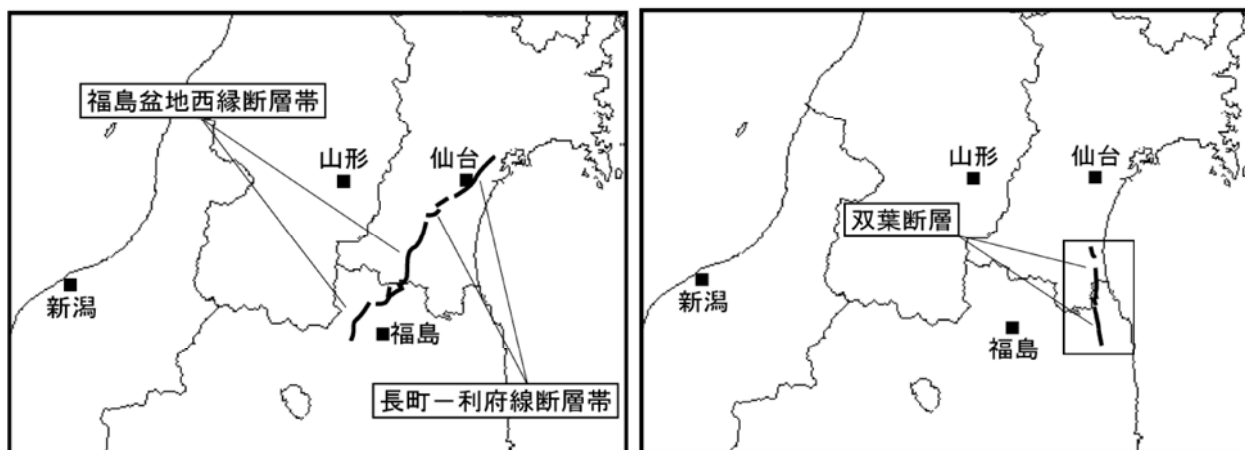 福島盆地西縁断層帯
山形
仙台
新潟
福島
長町－利府線断層帯
山形
仙台
双葉断層
新潟
福島